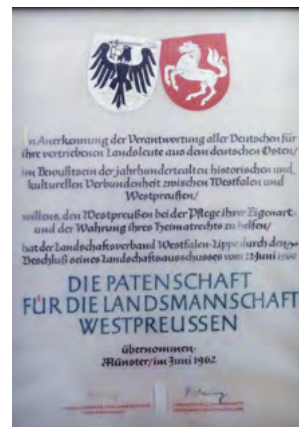 In Anerkennung der Verantwortung aller Deutschen für
ihre vertriebenen Landsleute aus dem deutschen Osten/
im Bewußtsein der jahrhundertealten historischen und
kulturellen Verbundenheit zwischen Westfalen und
Westpreußen/
willens, den Westpreußen bei der Pflege ihrer Eigenart
und der Wahrung ihres Heimatrechts zu helfen/
hat der Landschaftsverband Westfalen-Lippe durch den
Beschluß seines Landschaftsausschusses vom 22. Juni 1960
DIE PATENSCHAFT
FÜR DIE LANDSMANNSCHAFT
WESTPREUSSEN
übernommen.
Münster/im Juni 1962